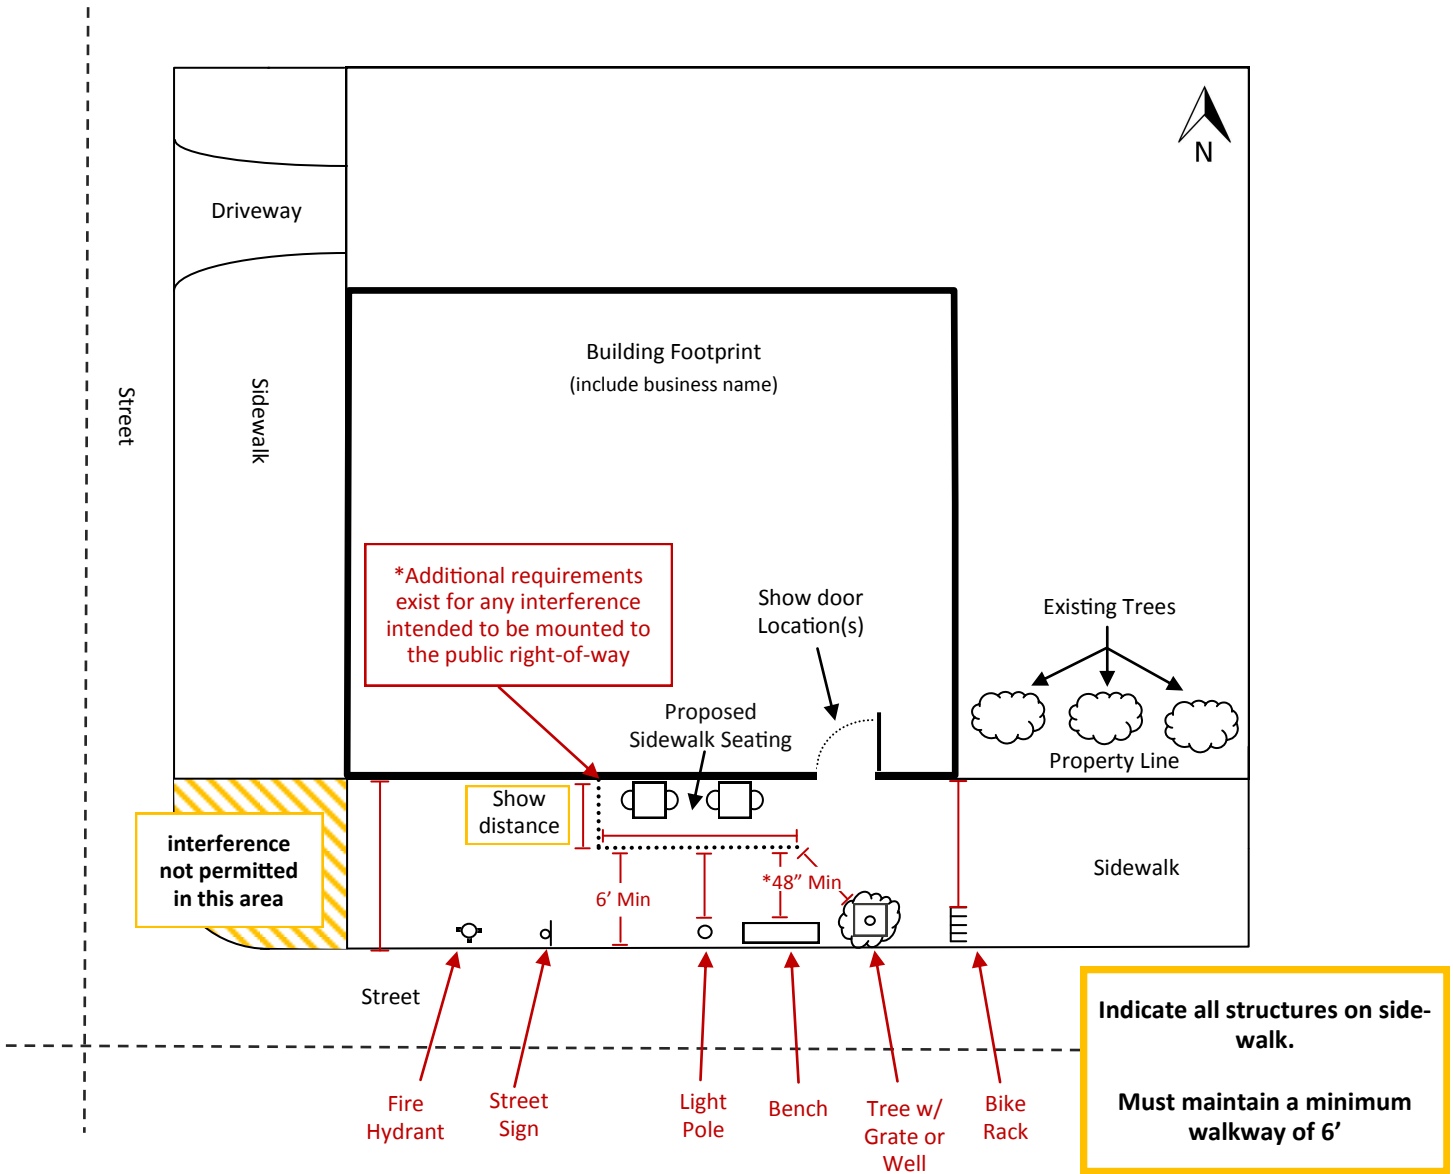 N
Driveway
Building Footprint
(include business name)
Street
Sidewalk
*Additional requirements
exist for any interference
intended to be mounted to
the public right-of-way
Show door
Location(s)
Existing Trees
Proposed
Sidewalk Seating
Property Line
Show
distance
interference
not permitted
in this area
6’ Min
*48” Min
Sidewalk
Street
Indicate all structures on side-
walk.
Must maintain a minimum
walkway of 6’
Fire
Hydrant
Street
Sign
Light
Pole
Bench
Tree w/
Grate or
Well
Bike
Rack